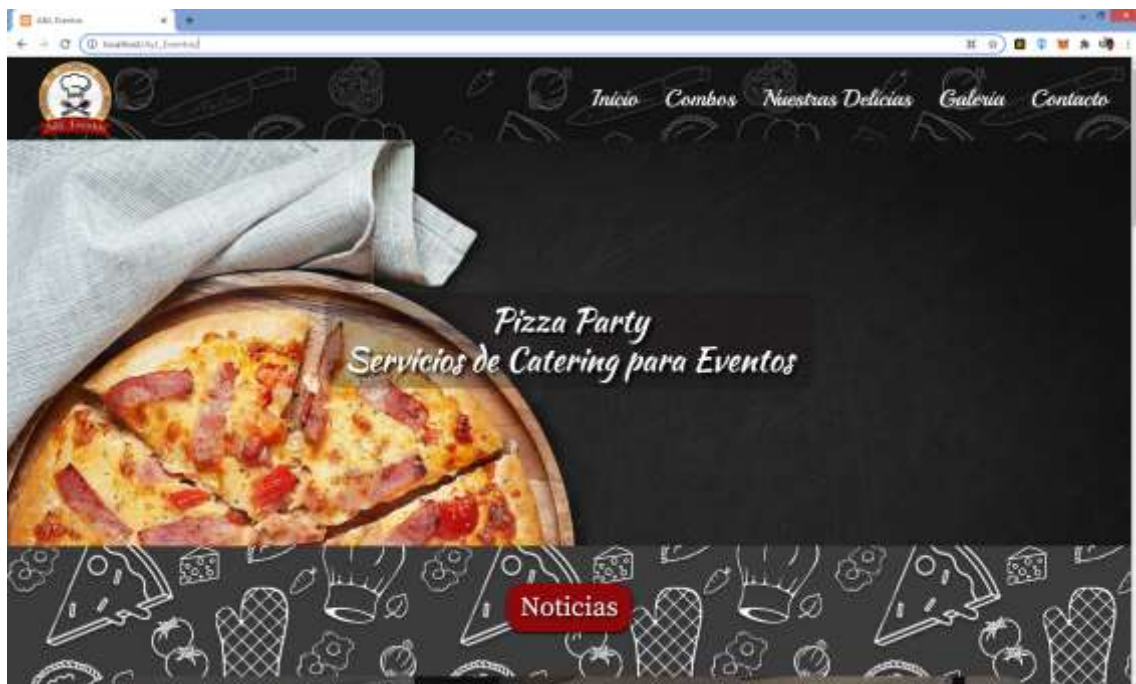 Inicio Combos Nuestras Delicias Galeria Contacto
Pizza Party
Servicios de Catering para Eventos
Noticias